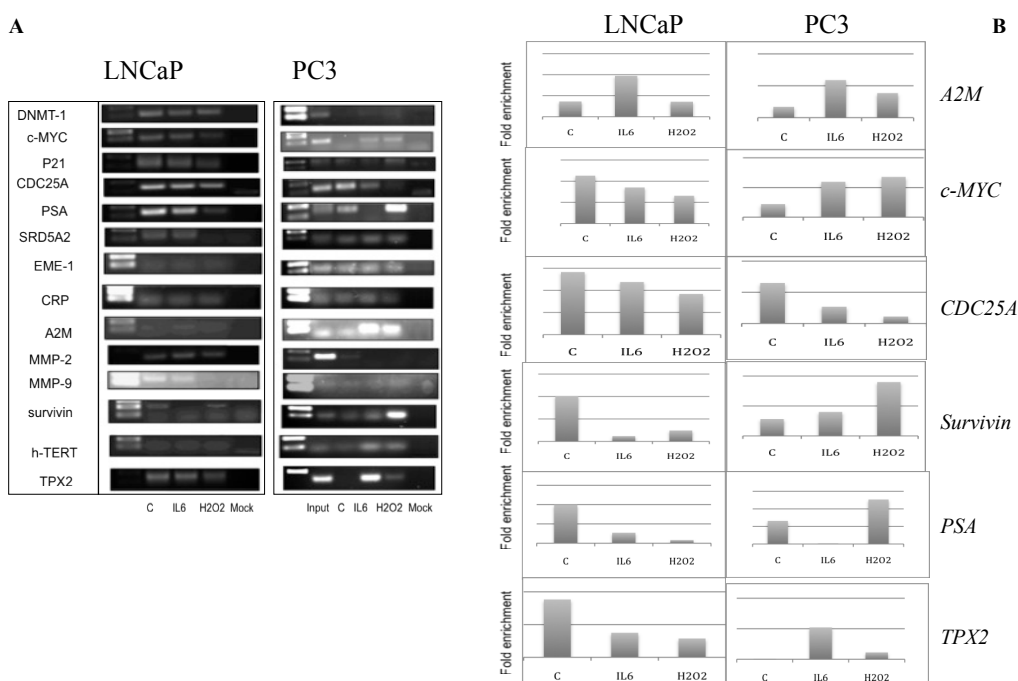 A
LNCaP PC3
DNMT-1
c-MYC
P21
CDC25A
PSA
SRD5A2
EME-1
CRP
A2M
MMP-2
MMP-9
survivin
h-TERT
TPX2
C IL6 H2O2 Mock
Input C IL6 H2O2 Mock
LNCaP PC3 B
Fold enrichment
C IL6 H2O2
C IL6 H2O2
A2M
Fold enrichment
C IL6 H2O2
C IL6 H2O2
c-MYC
Fold enrichment
C IL6 H2O2
C IL6 H2O2
CDC25A
Fold enrichment
C IL6 H2O2
C IL6 H2O2
Survivin
Fold enrichment
C IL6 H2O2
C IL6 H2O2
PSA
Fold enrichment
C IL6 H2O2
C IL6 H2O2
TPX2